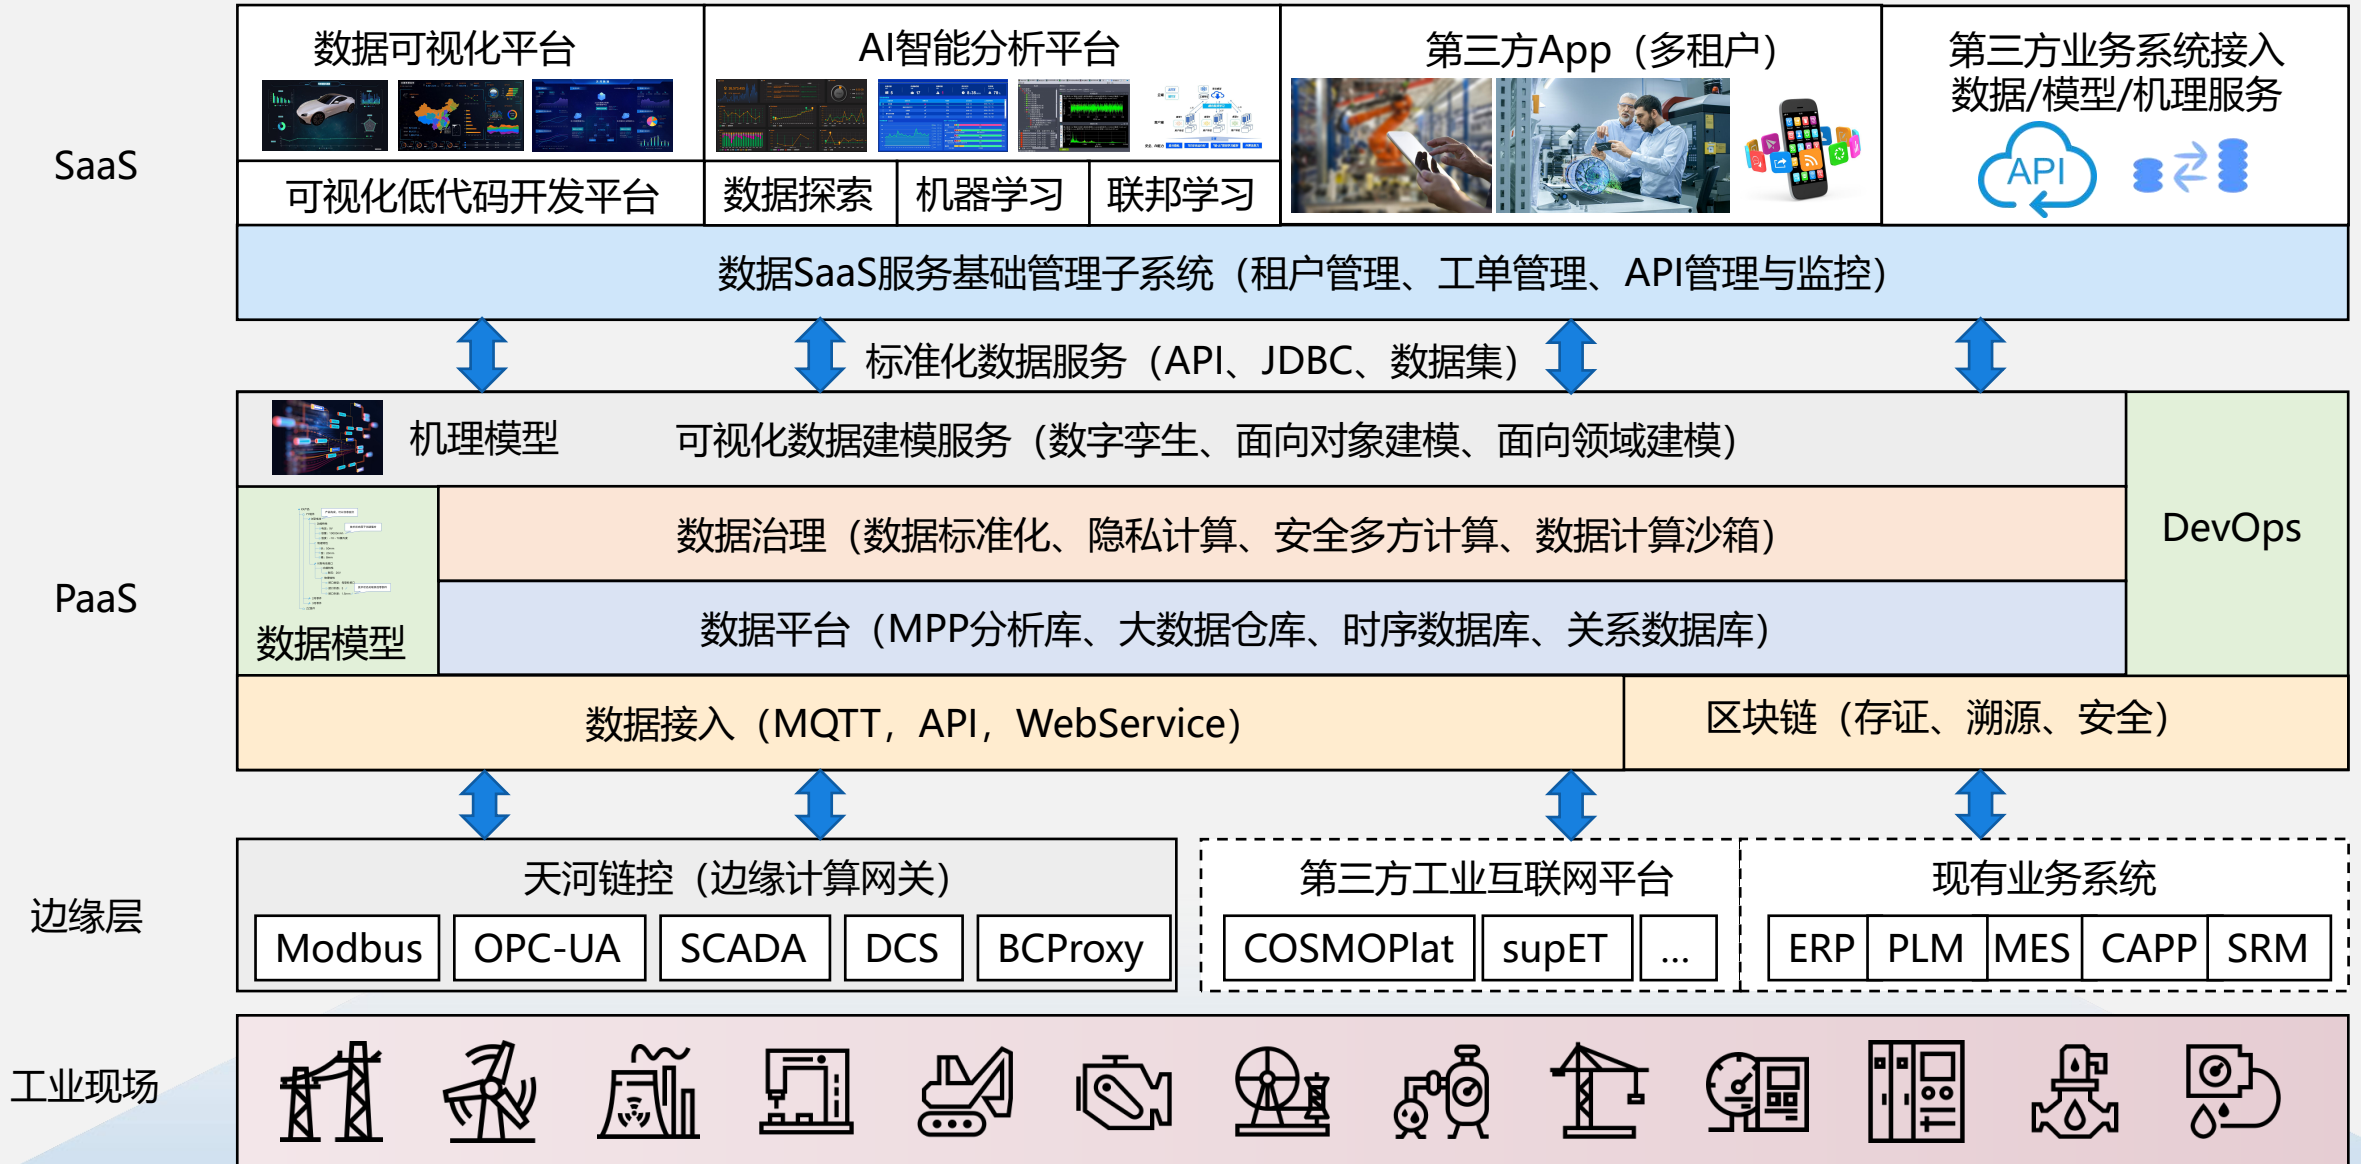 数据可视化平台
AI智能分析平台
第三方App（多租户）
第三方业务系统接入
数据/模型/机理服务
API
SaaS
可视化低代码开发平台
数据探索
机器学习
联邦学习
数据SaaS服务基础管理子系统（租户管理、工单管理、API管理与监控）
标准化数据服务（API、JDBC、数据集）
机理模型
可视化数据建模服务（数字孪生、面向对象建模、面向领域建模）
数据治理（数据标准化、隐私计算、安全多方计算、数据计算沙箱）
DevOps
PaaS
数据模型
数据平台（MPP分析库、大数据仓库、时序数据库、关系数据库）
数据接入（MQTT，API，WebService）
区块链（存证、溯源、安全）
边缘层
天河链控（边缘计算网关）
Modbus
OPC-UA
SCADA
DCS
BCProxy
第三方工业互联网平台
COSMOPlat
supET
...
现有业务系统
ERP
PLM
MES
CAPP
SRM
工业现场